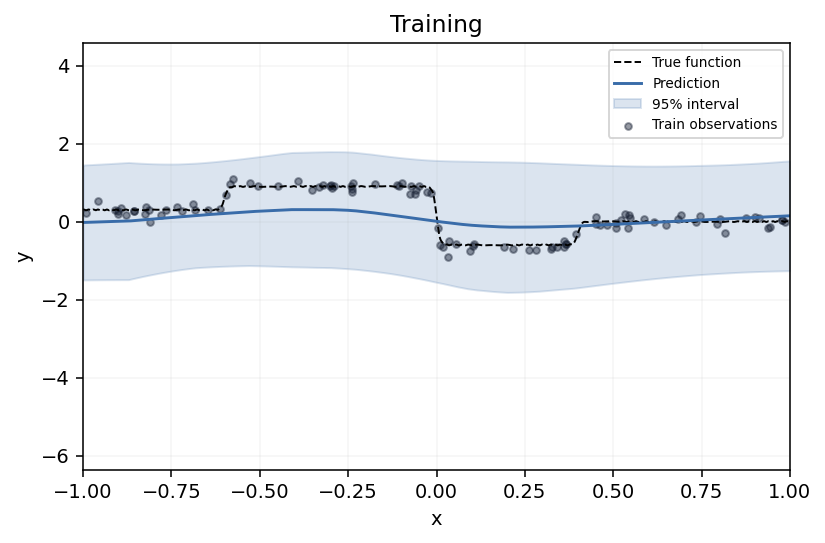 Training
4
2
0
−2
−4
−6
y
−1.00 −0.75 −0.50 −0.25 0.00 0.25 0.50 0.75 1.00
x
True function
Prediction
95% interval
Train observations